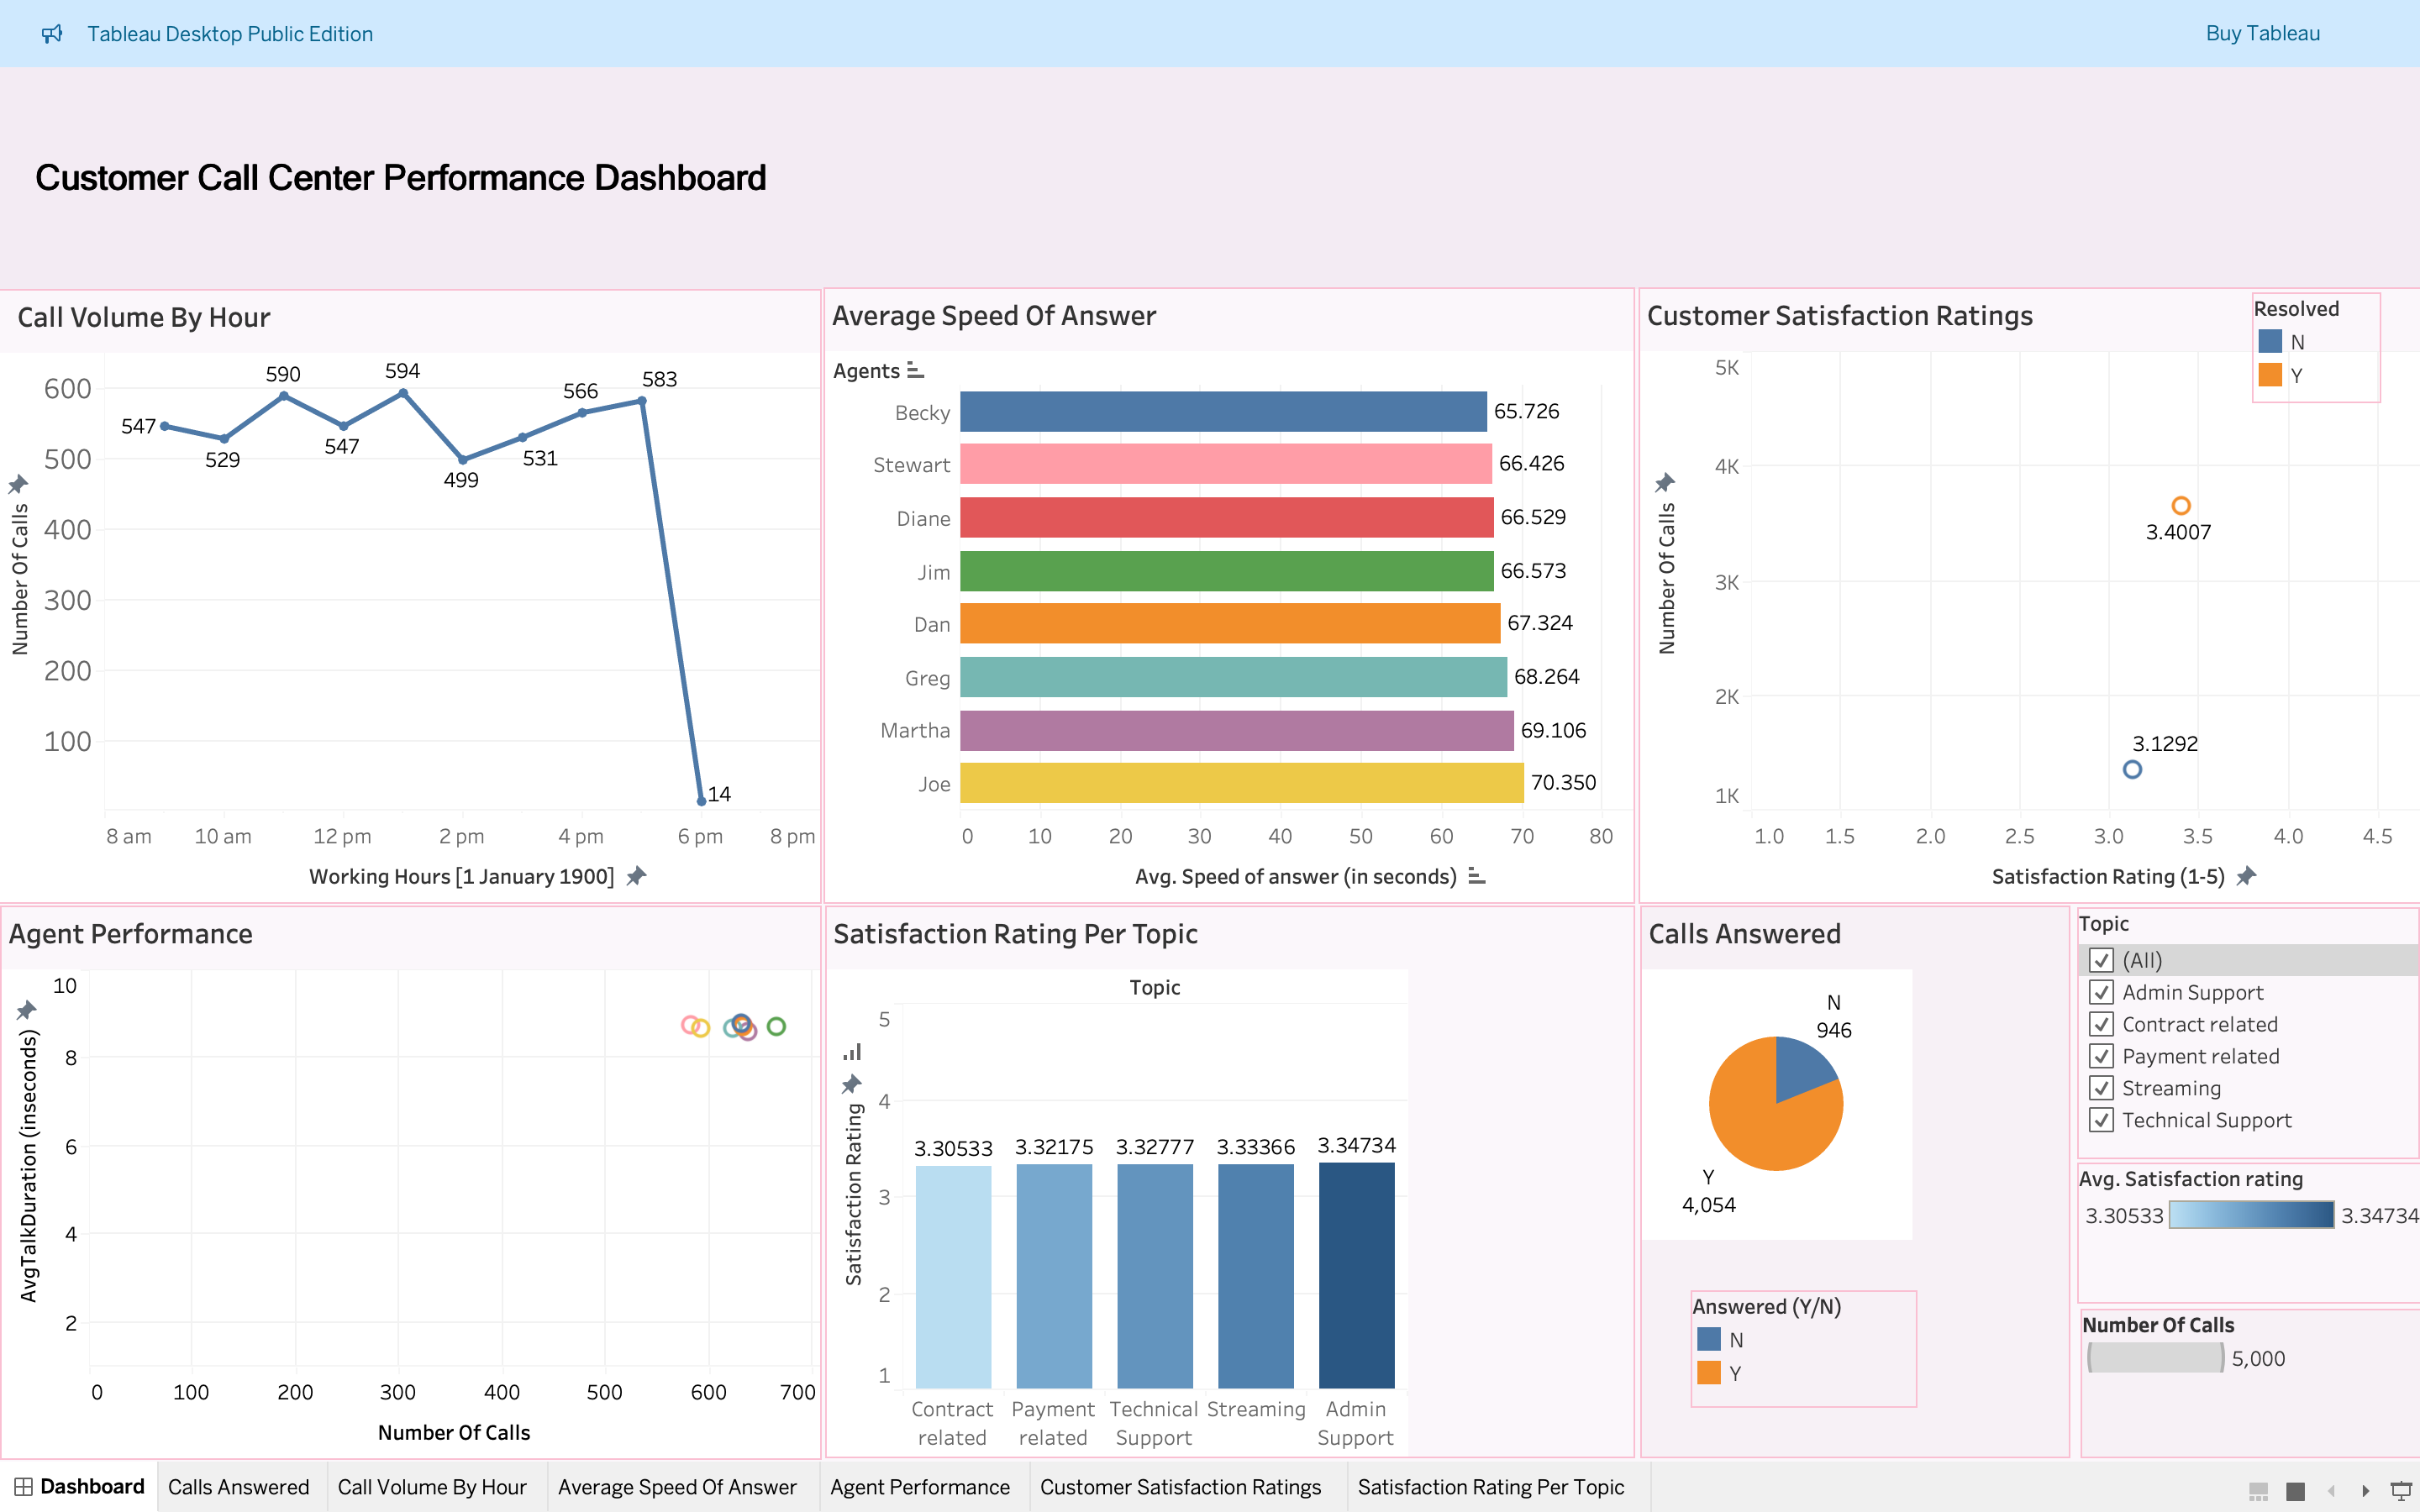 Tableau Desktop Public Edition
Buy Tableau
Customer Call Center Performance Dashboard
Call Volume By Hour
Number Of Calls
600
500
400
300
200
100
547
529
590
547
594
499
531
566
583
14
8 am 10 am 12 pm 2 pm 4 pm 6 pm 8 pm
Working Hours [1 January 1900]
Average Speed Of Answer
Agents
Becky 65.726
Stewart 66.426
Diane 66.529
Jim 66.573
Dan 67.324
Greg 68.264
Martha 69.106
Joe 70.350
0 10 20 30 40 50 60 70 80
Avg. Speed of answer (in seconds)
Customer Satisfaction Ratings
Resolved
N
Y
Number Of Calls
5K
4K
3K
2K
1K
3.4007
3.1292
1.0 1.5 2.0 2.5 3.0 3.5 4.0 4.5
Satisfaction Rating (1-5)
Agent Performance
AvgTalkDuration (inseconds)
10
8
6
4
2
0 100 200 300 400 500 600 700
Number Of Calls
Satisfaction Rating Per Topic
Topic
Satisfaction Rating
5
4
3
2
1
3.30533 3.32175 3.32777 3.33366 3.34734
Contract Payment Technical Streaming Admin
related related Support Support
Calls Answered
N
946
Y
4,054
Answered (Y/N)
N
Y
Topic
(All)
Admin Support
Contract related
Payment related
Streaming
Technical Support
Avg. Satisfaction rating
3.30533 3.34734
Number Of Calls
5,000
Dashboard Calls Answered Call Volume By Hour Average Speed Of Answer Agent Performance Customer Satisfaction Ratings Satisfaction Rating Per Topic